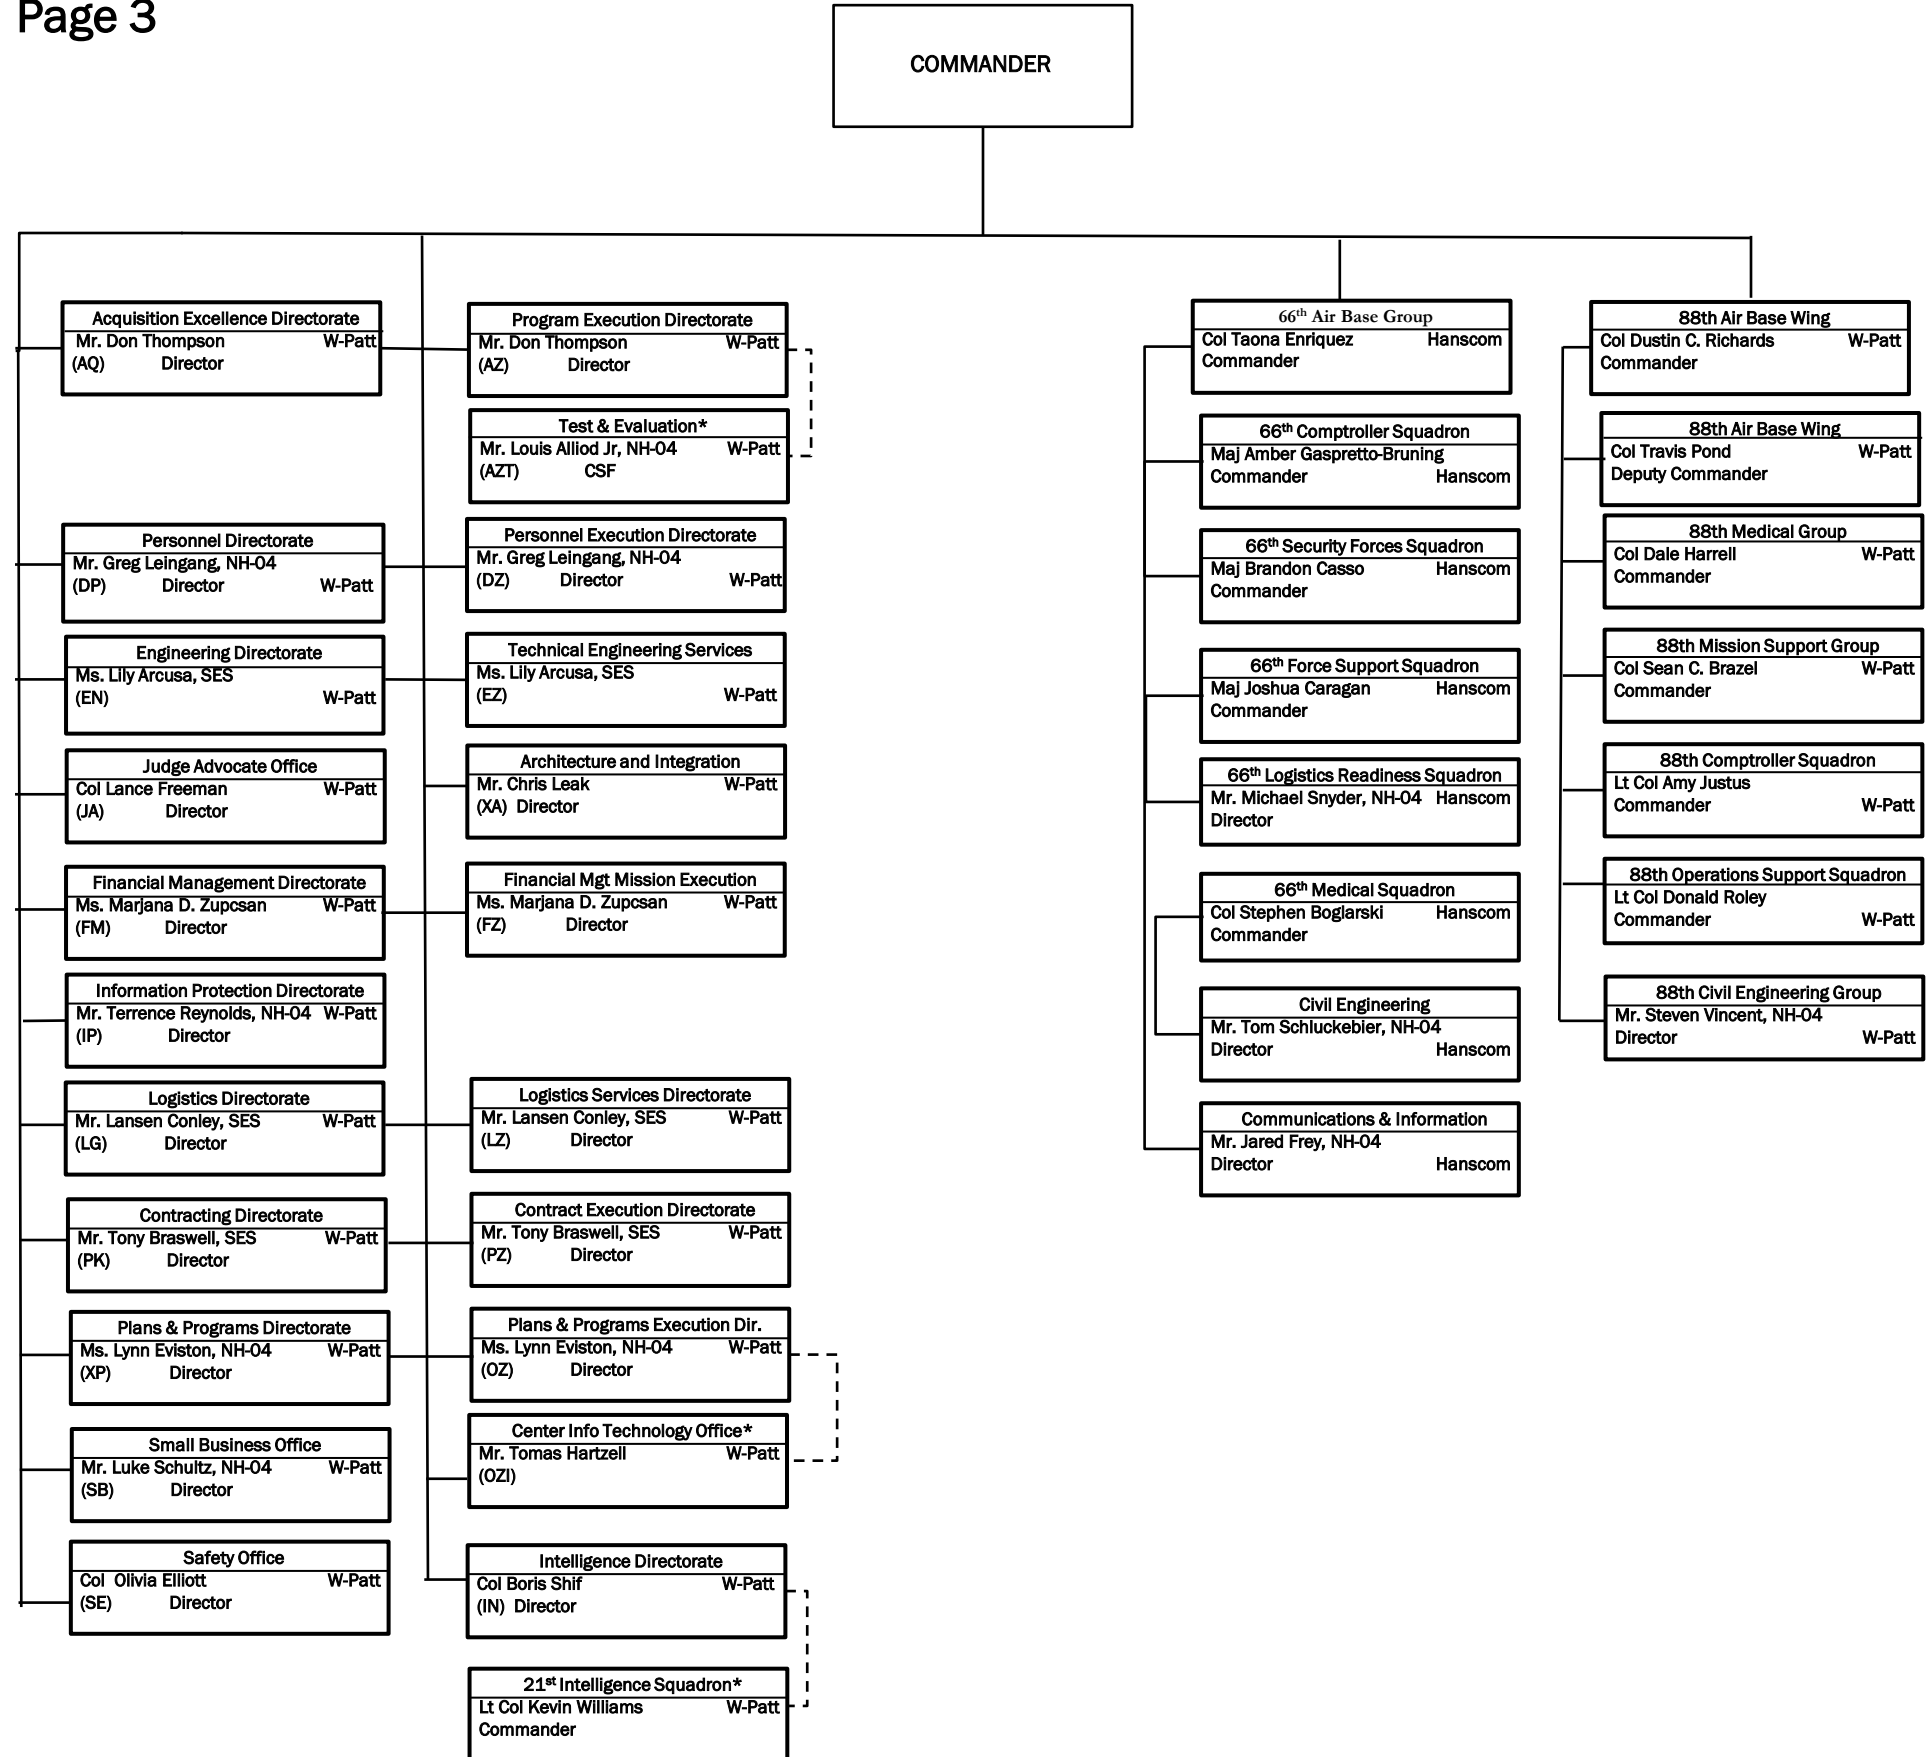 Page 3
COMMANDER
Acquisition Excellence Directorate
Mr. Don Thompson W-Patt
(AQ) Director
Personnel Directorate
Mr. Greg Leingang, NH-04
(DP) Director W-Patt
Engineering Directorate
Ms. Lily Arcusa, SES
(EN) W-Patt
Judge Advocate Office
Col Lance Freeman W-Patt
(JA) Director
Financial Management Directorate
Ms. Marjana D. Zupcsan W-Patt
(FM) Director
Information Protection Directorate
Mr. Terrence Reynolds, NH-04 W-Patt
(IP) Director
Logistics Directorate
Mr. Lansen Conley, SES W-Patt
(LG) Director
Contracting Directorate
Mr. Tony Braswell, SES W-Patt
(PK) Director
Plans & Programs Directorate
Ms. Lynn Eviston, NH-04 W-Patt
(XP) Director
Small Business Office
Mr. Luke Schultz, NH-04 W-Patt
(SB) Director
Safety Office
Col Olivia Elliott W-Patt
(SE) Director
Program Execution Directorate
Mr. Don Thompson W-Patt
(AZ) Director
Test & Evaluation*
Mr. Louis Alliod Jr, NH-04 W-Patt
(AZT) CSF
Personnel Execution Directorate
Mr. Greg Leingang, NH-04
(DZ) Director W-Patt
Technical Engineering Services
Ms. Lily Arcusa, SES
(EZ) W-Patt
Architecture and Integration
Mr. Chris Leak W-Patt
(XA) Director
Financial Mgt Mission Execution
Ms. Marjana D. Zupcsan W-Patt
(FZ) Director
Logistics Services Directorate
Mr. Lansen Conley, SES W-Patt
(LZ) Director
Contract Execution Directorate
Mr. Tony Braswell, SES W-Patt
(PZ) Director
Plans & Programs Execution Dir.
Ms. Lynn Eviston, NH-04 W-Patt
(OZ) Director
Center Info Technology Office*
Mr. Tomas Hartzell W-Patt
(OZI)
Intelligence Directorate
Col Boris Shif W-Patt
(IN) Director
21st Intelligence Squadron*
Lt Col Kevin Williams W-Patt
Commander
66th Air Base Group
Col Taona Enriquez Hanscom
Commander
66th Comptroller Squadron
Maj Amber Gaspretto-Bruning
Commander Hanscom
66th Security Forces Squadron
Maj Brandon Casso Hanscom
Commander
66th Force Support Squadron
Maj Joshua Caragan Hanscom
Commander
66th Logistics Readiness Squadron
Mr. Michael Snyder, NH-04 Hanscom
Director
66th Medical Squadron
Col Stephen Boglarski Hanscom
Commander
Civil Engineering
Mr. Tom Schluckebier, NH-04
Director Hanscom
Communications & Information
Mr. Jared Frey, NH-04
Director Hanscom
88th Air Base Wing
Col Dustin C. Richards W-Patt
Commander
88th Air Base Wing
Col Travis Pond W-Patt
Deputy Commander
88th Medical Group
Col Dale Harrell W-Patt
Commander
88th Mission Support Group
Col Sean C. Brazel W-Patt
Commander
88th Comptroller Squadron
Lt Col Amy Justus
Commander W-Patt
88th Operations Support Squadron
Lt Col Donald Roley
Commander W-Patt
88th Civil Engineering Group
Mr. Steven Vincent, NH-04
Director W-Patt